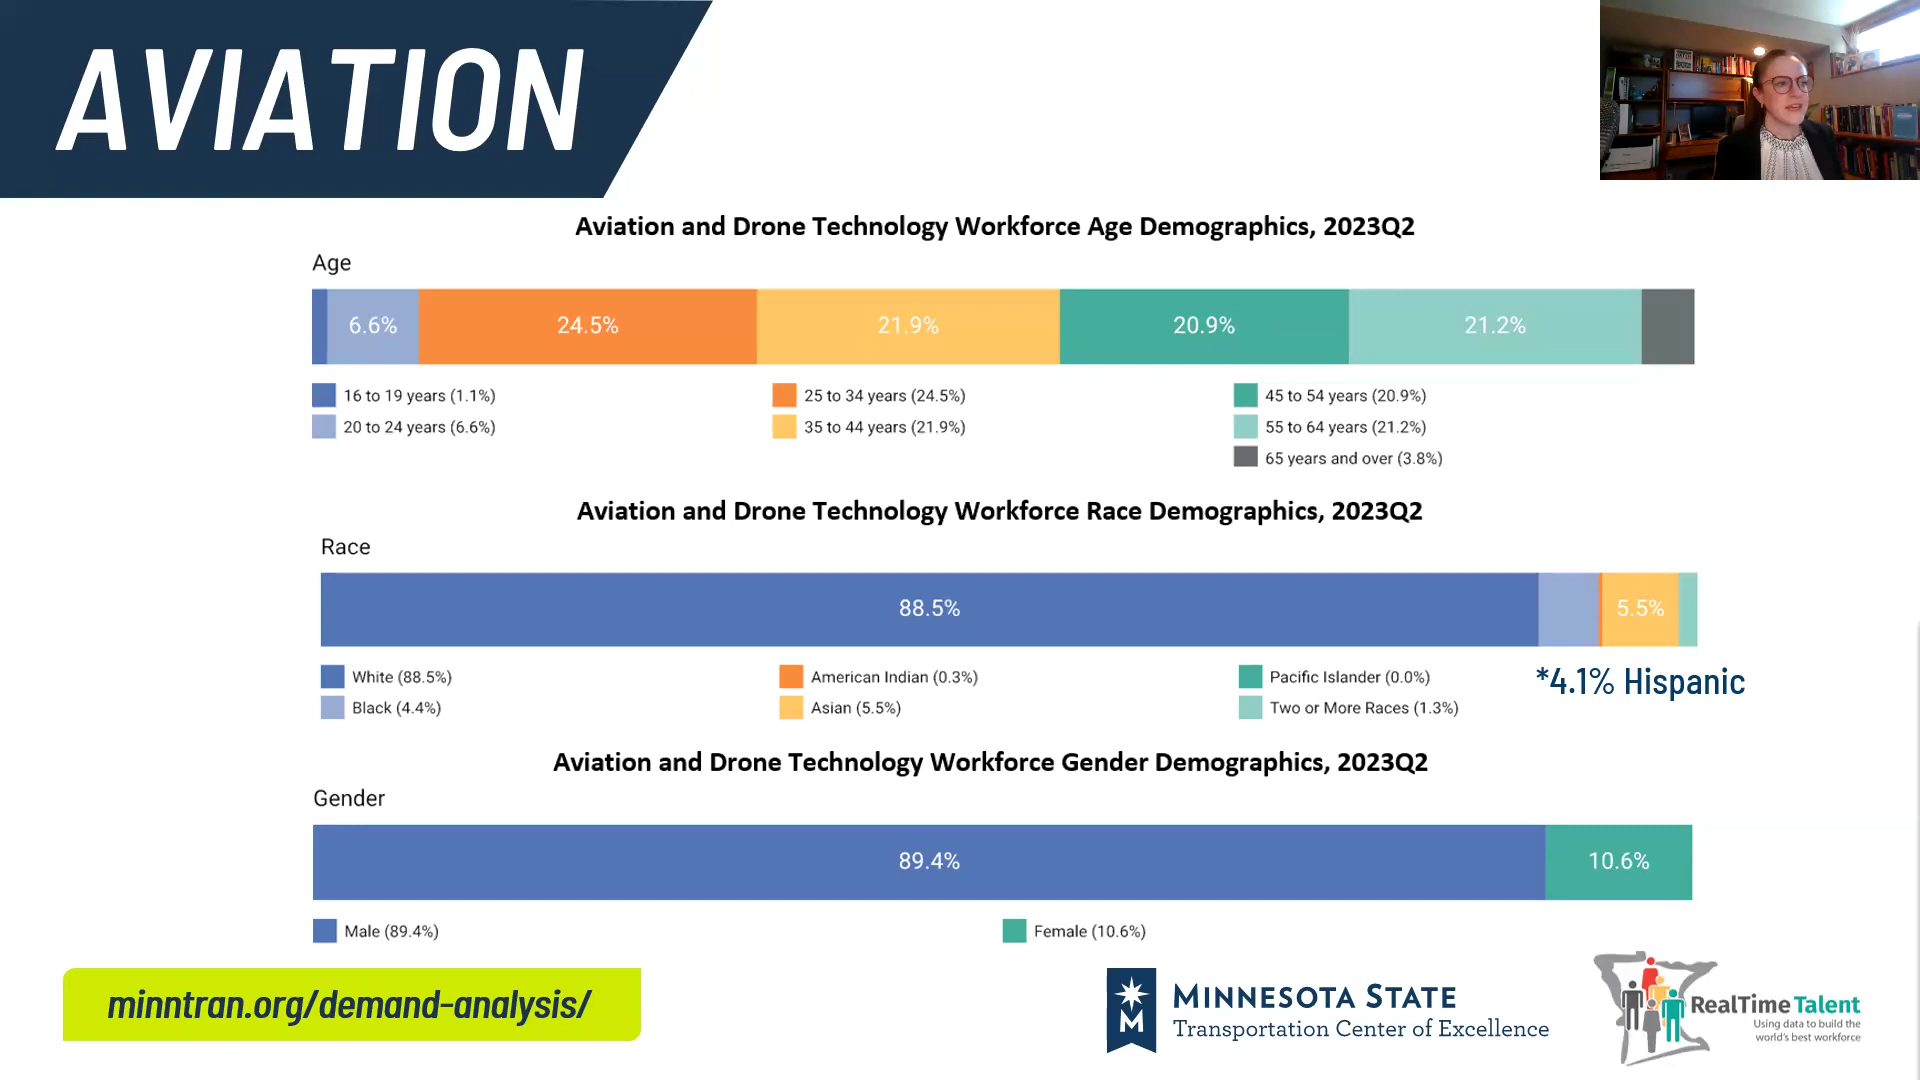 AVIATION
Aviation and Drone Technology Workforce Age Demographics, 2023Q2
Age
6.6% 24.5% 21.9% 20.9% 21.2%
16 to 19 years (1.1%) 25 to 34 years (24.5%) 45 to 54 years (20.9%)
20 to 24 years (6.6%) 35 to 44 years (21.9%) 55 to 64 years (21.2%)
65 years and over (3.8%)
Aviation and Drone Technology Workforce Race Demographics, 2023Q2
Race
88.5% 5.5%
White (88.5%) American Indian (0.3%) Pacific Islander (0.0%) *4.1% Hispanic
Black (4.4%) Asian (5.5%) Two or More Races (1.3%)
Aviation and Drone Technology Workforce Gender Demographics, 2023Q2
Gender
89.4% 10.6%
Male (89.4%) Female (10.6%)
minntran.org/demand-analysis/
M
MINNESOTA STATE
Transportation Center of Excellence
RealTime Talent
Using data to build the
world's best workforce